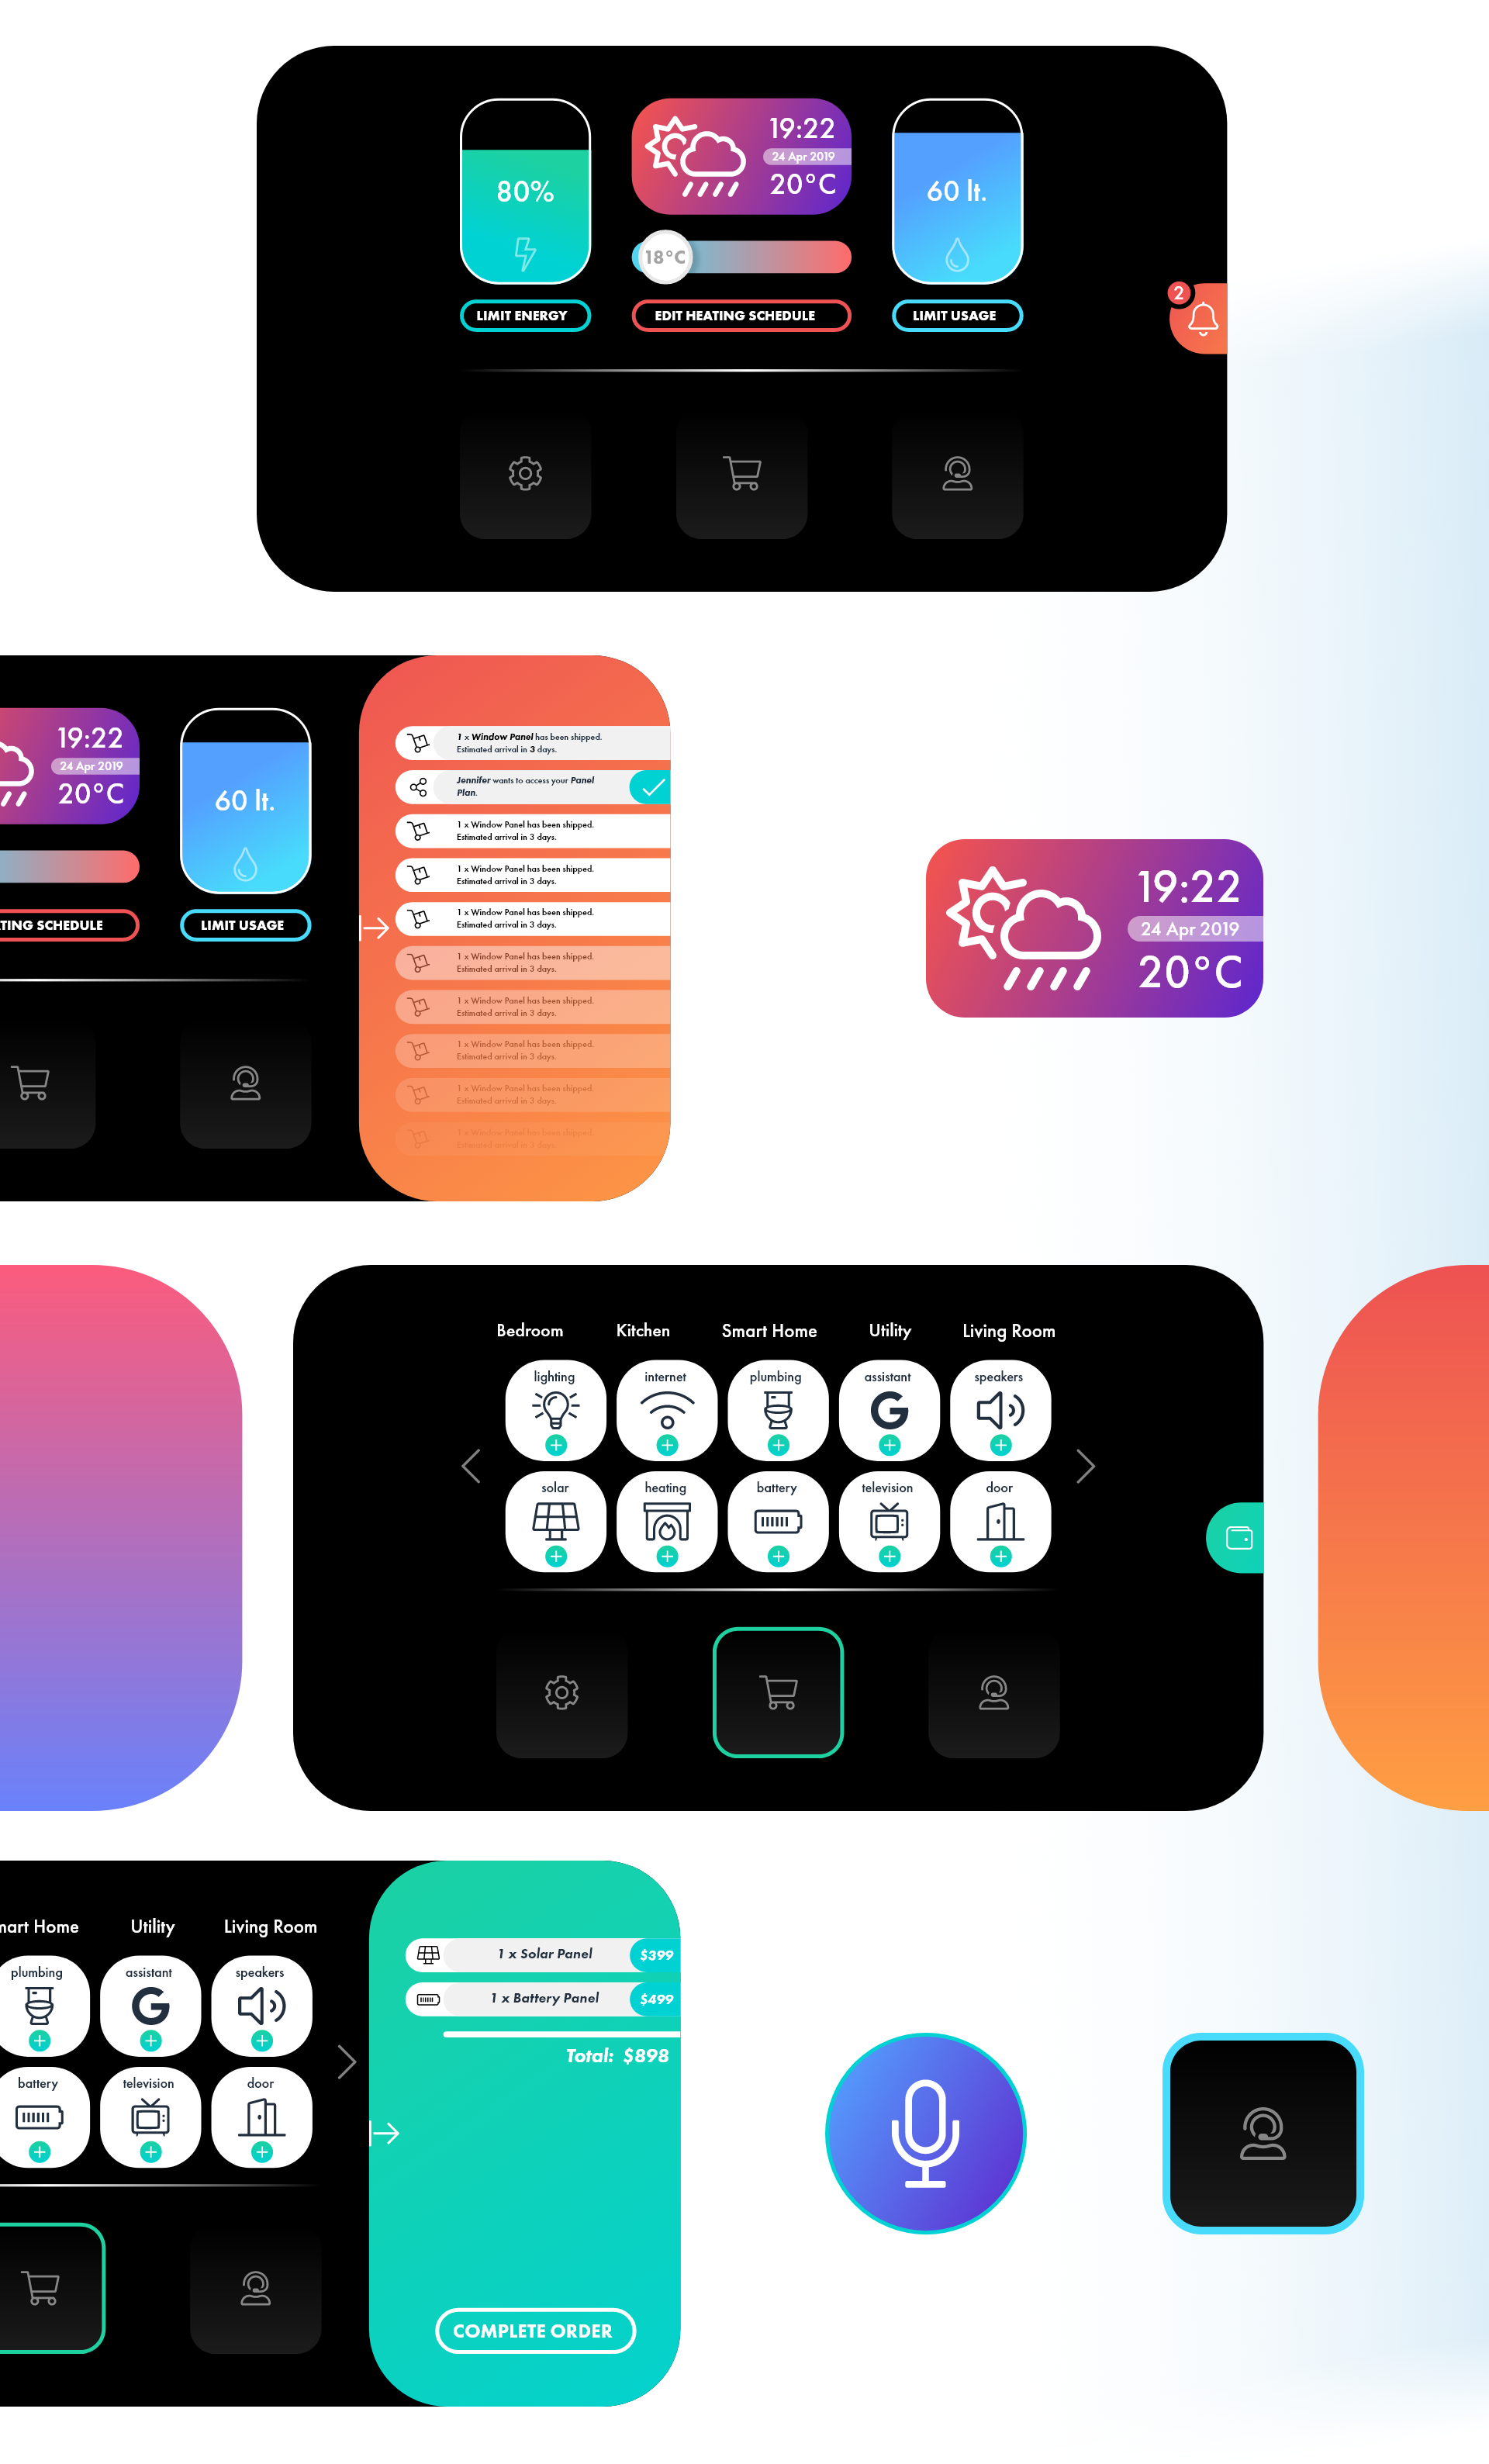 80%
19:22
24 Apr 2019
20°C
60 lt.
18°C
2
LIMIT ENERGY
EDIT HEATING SCHEDULE
LIMIT USAGE
19:22
24 Apr 2019
20°C
60 lt.
TING SCHEDULE
LIMIT USAGE
1 x Window Panel has been shipped.
Estimated arrival in 3 days.
Jennifer wants to access your Panel
Plan.
1 x Window Panel has been shipped.
Estimated arrival in 3 days.
1 x Window Panel has been shipped.
Estimated arrival in 3 days.
1 x Window Panel has been shipped.
Estimated arrival in 3 days.
1 x Window Panel has been shipped.
Estimated arrival in 3 days.
1 x Window Panel has been shipped.
Estimated arrival in 3 days.
1 x Window Panel has been shipped.
Estimated arrival in 3 days.
1 x Window Panel has been shipped.
Estimated arrival in 3 days.
1 x Window Panel has been shipped.
Estimated arrival in 3 days.
19:22
24 Apr 2019
20°C
Bedroom Kitchen Smart Home Utility Living Room
lighting internet plumbing assistant speakers
G
solar heating battery television door
mart Home Utility Living Room
plumbing assistant speakers
G
battery television door
1 x Solar Panel $399
1 x Battery Panel $499
Total: $898
COMPLETE ORDER